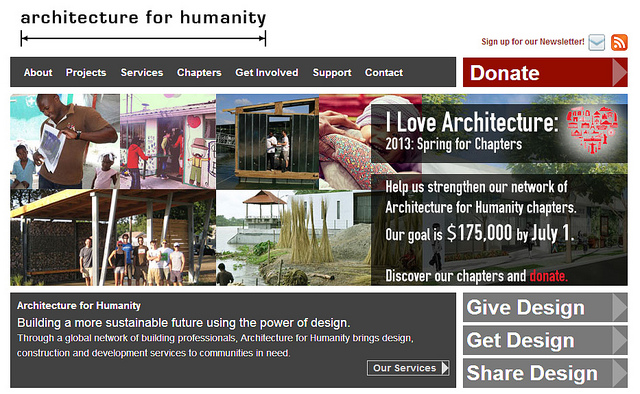 architecture for humanity
Sign up for our Newsletter!
About Projects Services Chapters Get Involved Support Contact
Donate
I Love Architecture:
2013: Spring for Chapters
Help us strengthen our network of
Architecture for Humanity chapters.
Our goal is $175,000 by July 1.
Discover our chapters and donate.
Architecture for Humanity
Building a more sustainable future using the power of design.
Through a global network of building professionals, Architecture for Humanity brings design,
construction and development services to communities in need.
Our Services
Give Design
Get Design
Share Design